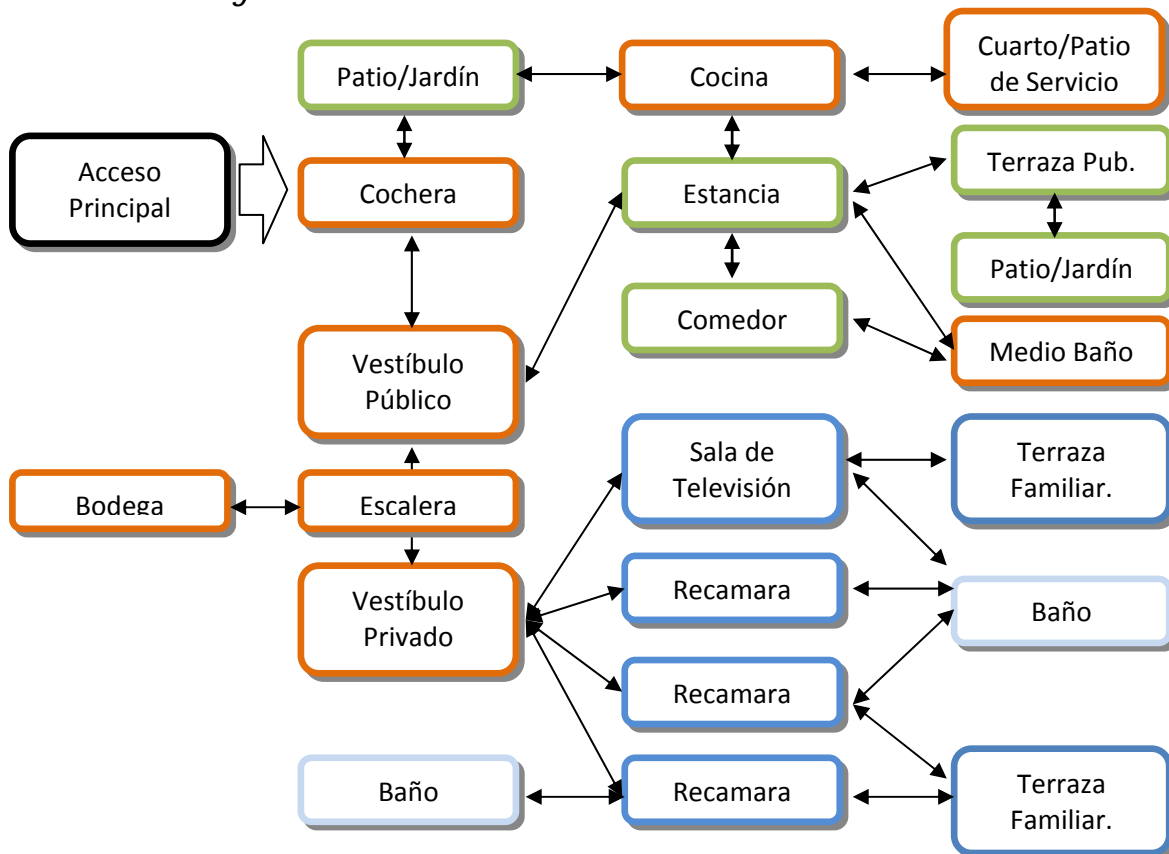 Patio/Jardín
Cocina
Cuarto/Patio
de Servicio
Acceso
Principal
Cochera
Estancia
Terraza Pub.
Patio/Jardín
Comedor
Medio Baño
Vestíbulo
Público
Sala de
Televisión
Terraza
Familiar.
Bodega
Escalera
Vestíbulo
Privado
Recamara
Baño
Recamara
Baño
Recamara
Terraza
Familiar.